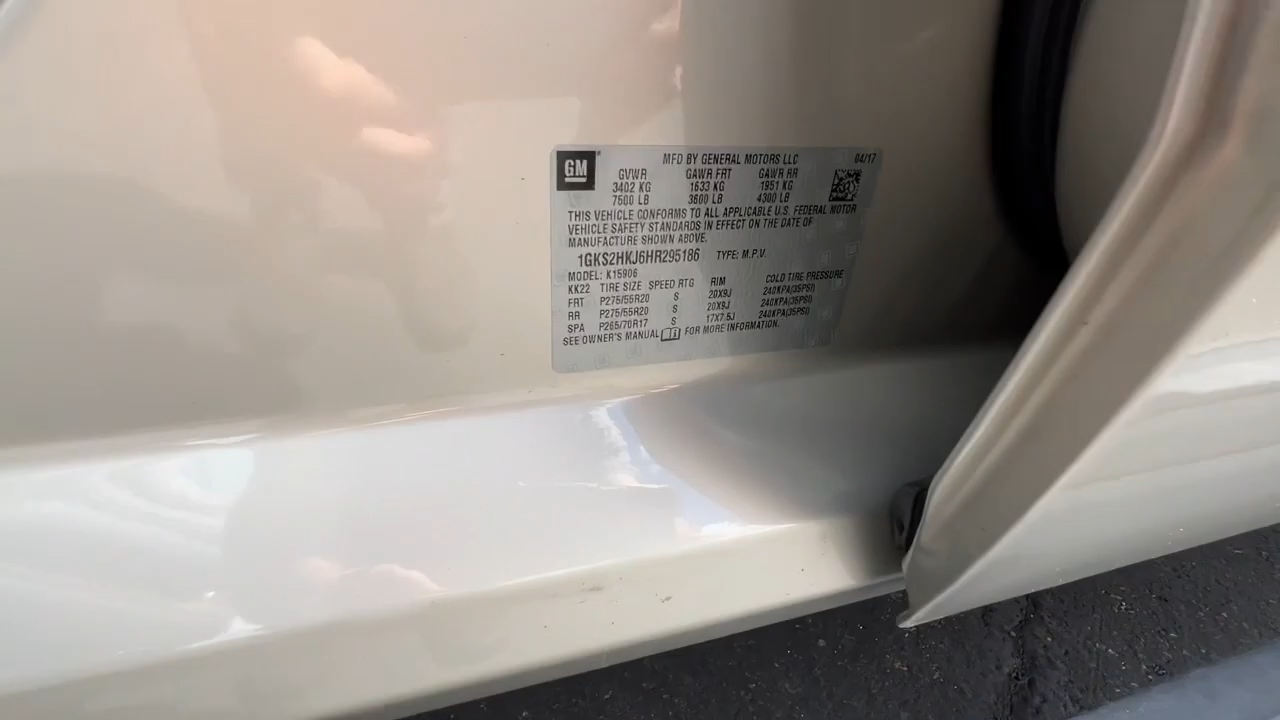 GM MFD BY GENERAL MOTORS LLC 04/17
GVWR GAWR FRT GAWR RR
3402 KG 1633 KG 1951 KG
7500 LB 3600 LB 4300 LB
THIS VEHICLE CONFORMS TO ALL APPLICABLE U.S. FEDERAL MOTOR
VEHICLE SAFETY STANDARDS IN EFFECT ON THE DATE OF
MANUFACTURE SHOWN ABOVE.
1GKS2HKJ6HR295186 TYPE: M.P.V.
MODEL: K15906
KK22 TIRE SIZE SPEED RTG RIM COLD TIRE PRESSURE
FRT P275/55R20 S 20X9J 240KPA(35PSI)
RR P275/55R20 S 20X9J 240KPA(35PSI)
SPA P265/70R17 S 17X7.5J 240KPA(35PSI)
SEE OWNER'S MANUAL FOR MORE INFORMATION.